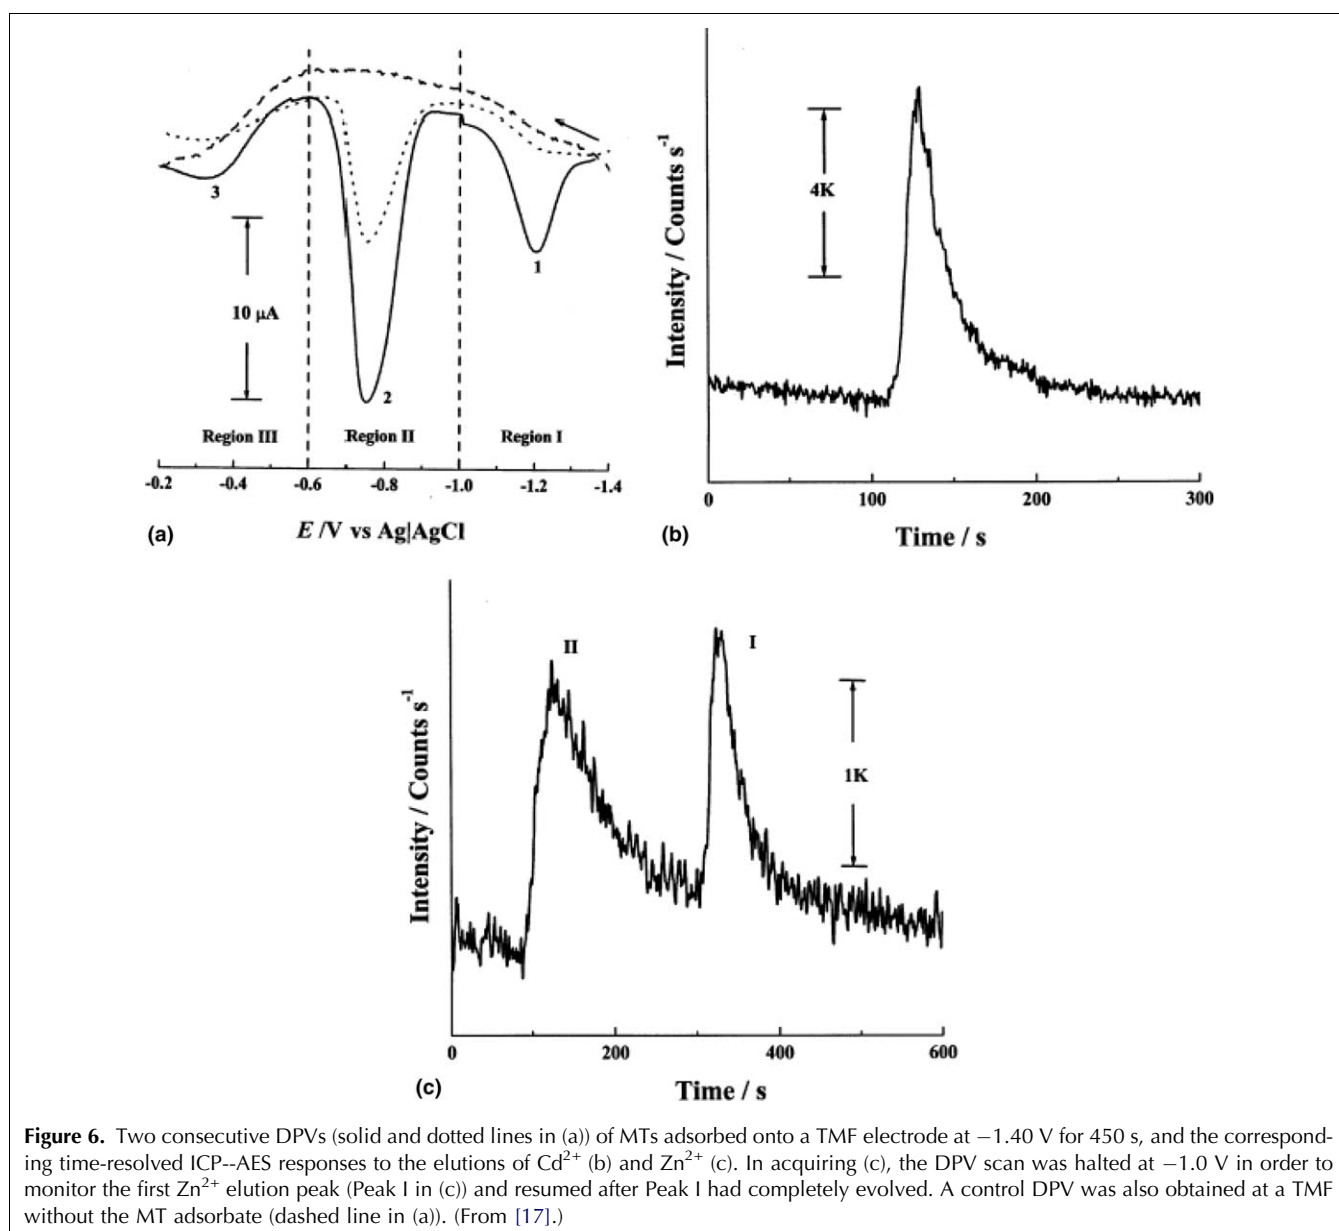 3
10 μA
2
1
Region III
Region II
Region I
-0.2 -0.4 -0.6 -0.8 -1.0 -1.2 -1.4
(a)
E /V vs Ag|AgCl
Intensity / Counts s⁻¹
4K
0 100 200 300
(b)
Time / s
Intensity / Counts s⁻¹
II
I
1K
0 200 400 600
(c)
Time / s
Figure 6. Two consecutive DPVs (solid and dotted lines in (a)) of MTs adsorbed onto a TMF electrode at −1.40 V for 450 s, and the correspond-
ing time-resolved ICP--AES responses to the elutions of Cd²⁺ (b) and Zn²⁺ (c). In acquiring (c), the DPV scan was halted at −1.0 V in order to
monitor the first Zn²⁺ elution peak (Peak I in (c)) and resumed after Peak I had completely evolved. A control DPV was also obtained at a TMF
without the MT adsorbate (dashed line in (a)). (From [17].)